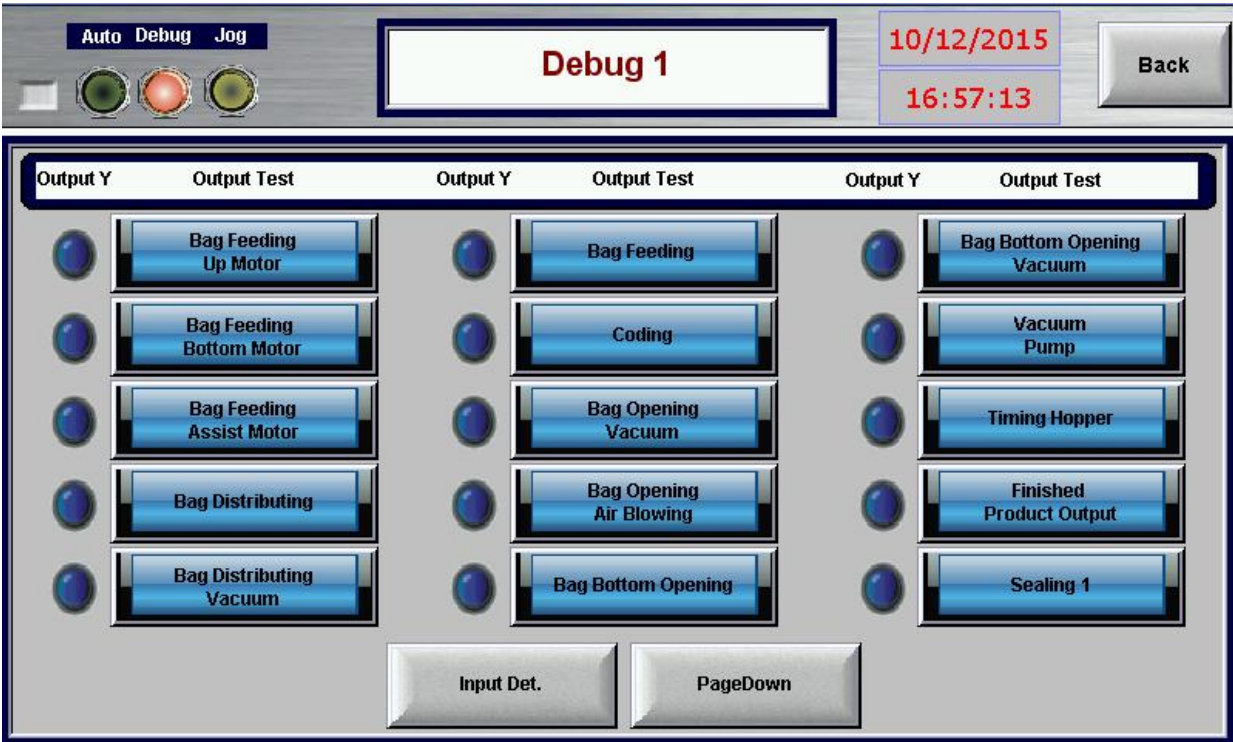 Auto Debug Jog
Debug 1
10/12/2015
16:57:13
Back
Output Y Output Test Output Y Output Test Output Y Output Test
Bag Feeding
Up Motor
Bag Feeding
Bag Bottom Opening
Vacuum
Bag Feeding
Bottom Motor
Coding
Vacuum
Pump
Bag Feeding
Assist Motor
Bag Opening
Vacuum
Timing Hopper
Bag Distributing
Bag Opening
Air Blowing
Finished
Product Output
Bag Distributing
Vacuum
Bag Bottom Opening
Sealing 1
Input Det.
PageDown